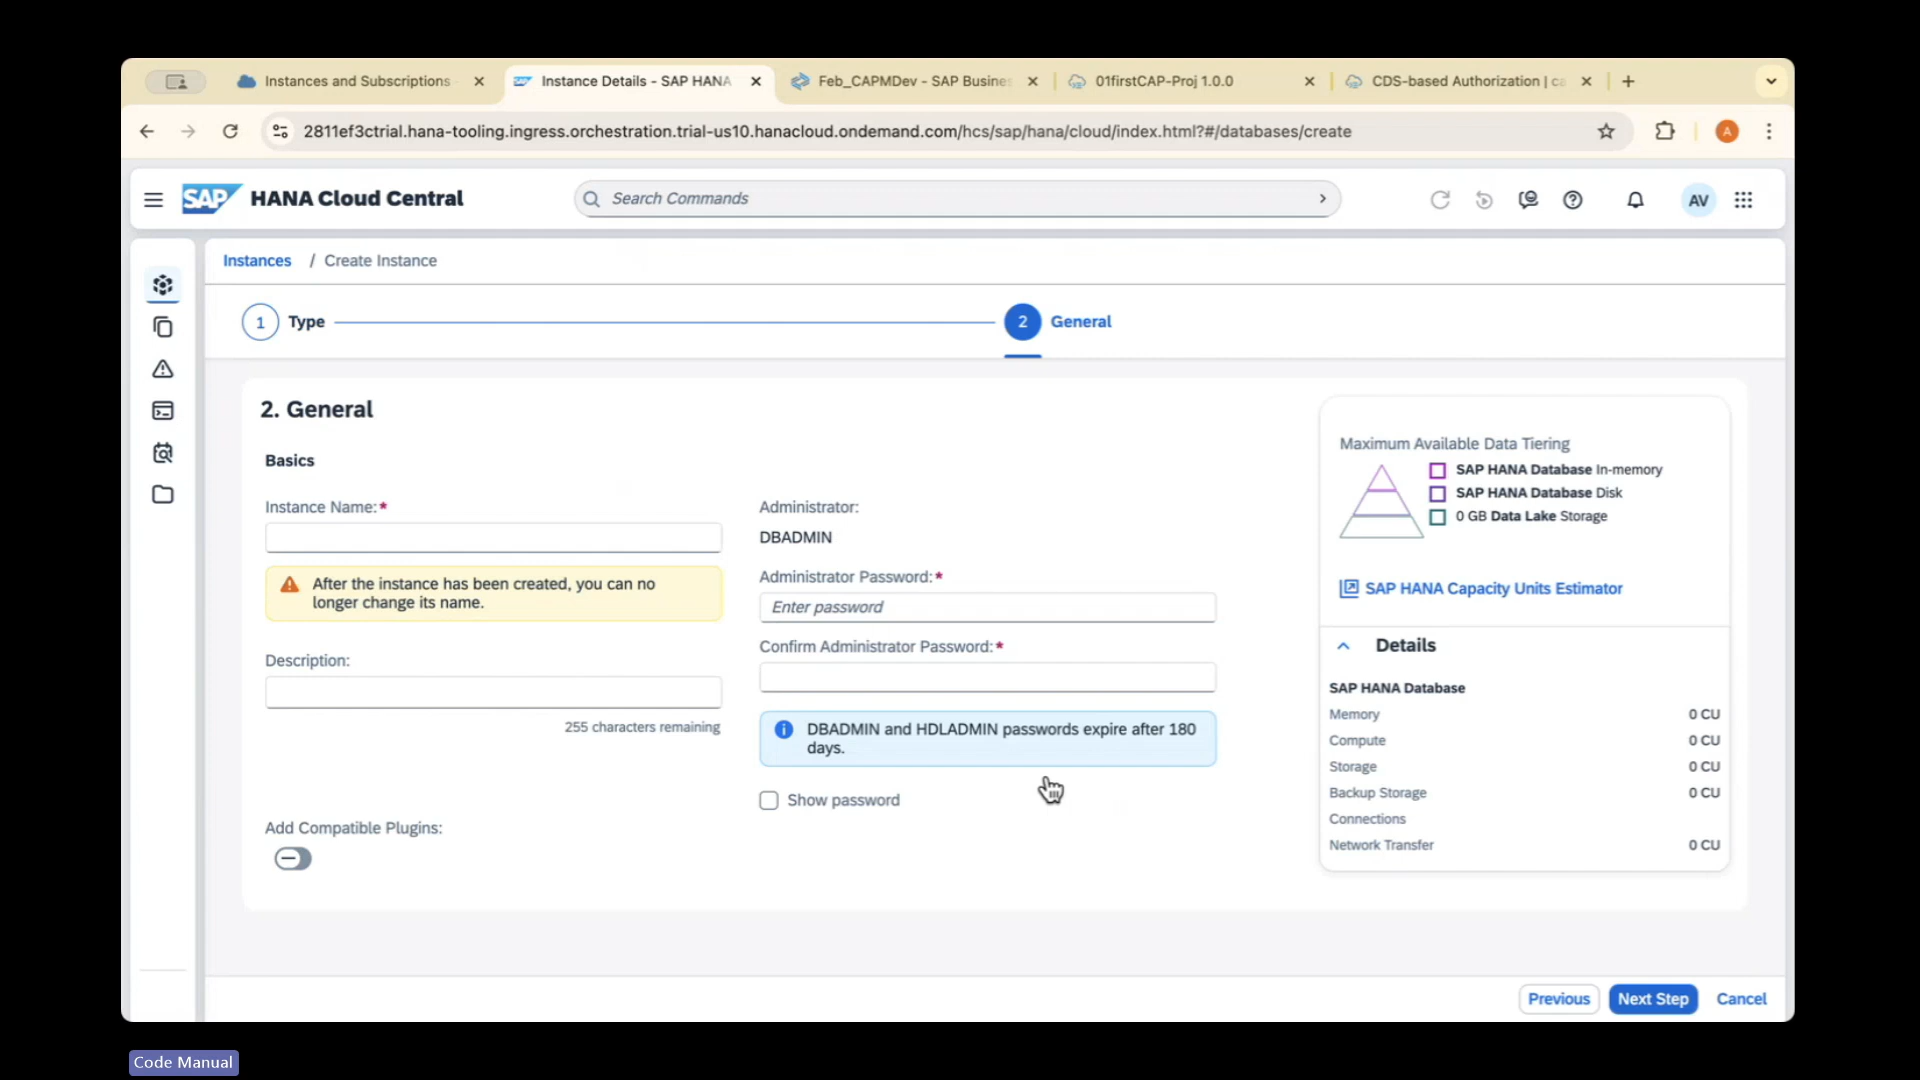 Instances and Subscriptions
Instance Details - SAP HANA
Feb_CAPMDev - SAP Busines
01firstCAP-Proj 1.0.0
CDS-based Authorization | ca
2811ef3ctrial.hana-tooling.ingress.orchestration.trial-us10.hanacloud.ondemand.com/hcs/sap/hana/cloud/index.html?#/databases/create
A
SAP HANA Cloud Central
Search Commands
AV
Instances / Create Instance
1 Type
2 General
2. General
Basics
Instance Name:*
After the instance has been created, you can no
longer change its name.
Description:
255 characters remaining
Add Compatible Plugins:
Administrator:
DBADMIN
Administrator Password:*
Enter password
Confirm Administrator Password:*
DBADMIN and HDLADMIN passwords expire after 180
days.
Show password
Maximum Available Data Tiering
SAP HANA Database In-memory
SAP HANA Database Disk
0 GB Data Lake Storage
SAP HANA Capacity Units Estimator
Details
SAP HANA Database
Memory 0 CU
Compute 0 CU
Storage 0 CU
Backup Storage 0 CU
Connections
Network Transfer 0 CU
Previous
Next Step
Cancel
Code Manual